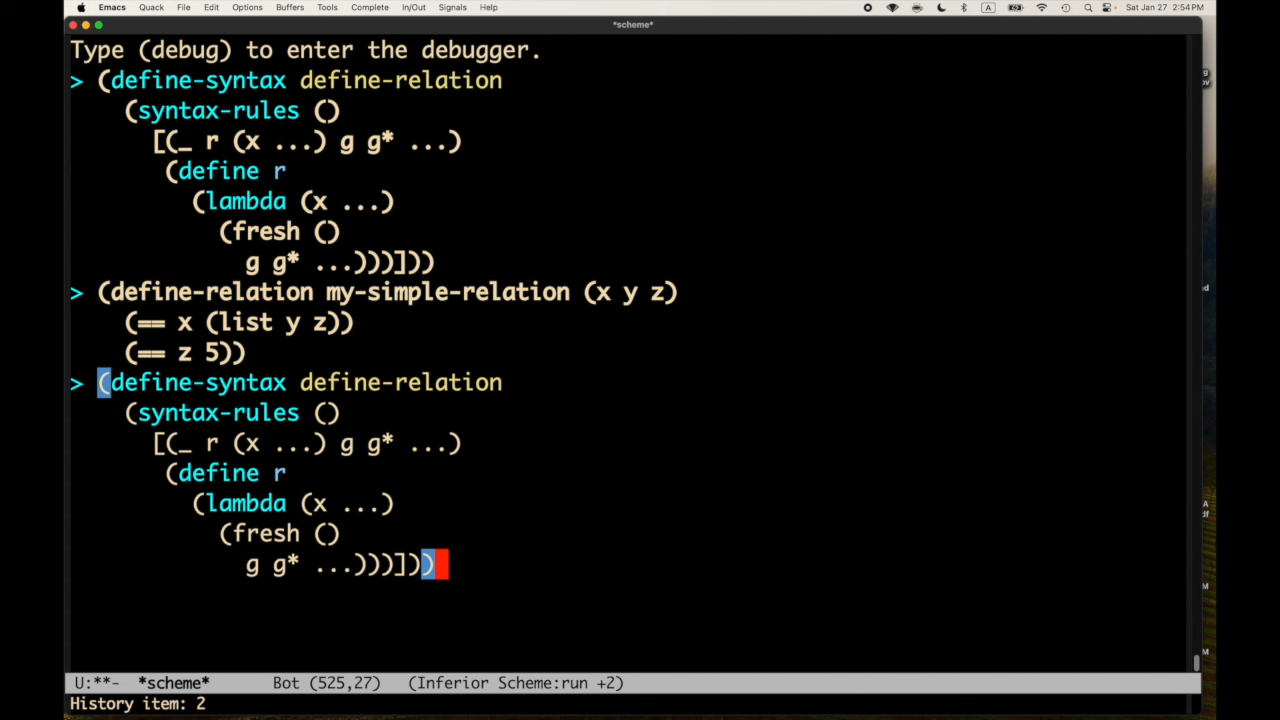 Emacs Quack File Edit Options Buffers Tools Complete In/Out Signals Help A Sat Jan 27 2:54 PM
*scheme*
Type (debug) to enter the debugger.
> (define-syntax define-relation
(syntax-rules ()
[(_ r (x ...) g g* ...)
(define r
(lambda (x ...)
(fresh ()
g g* ...)))]))
> (define-relation my-simple-relation (x y z)
(== x (list y z))
(== z 5))
> (define-syntax define-relation
(syntax-rules ()
[(_ r (x ...) g g* ...)
(define r
(lambda (x ...)
(fresh ()
g g* ...)))]))
U:**- *scheme* Bot (525,27) (Inferior Scheme:run +2)
History item: 2